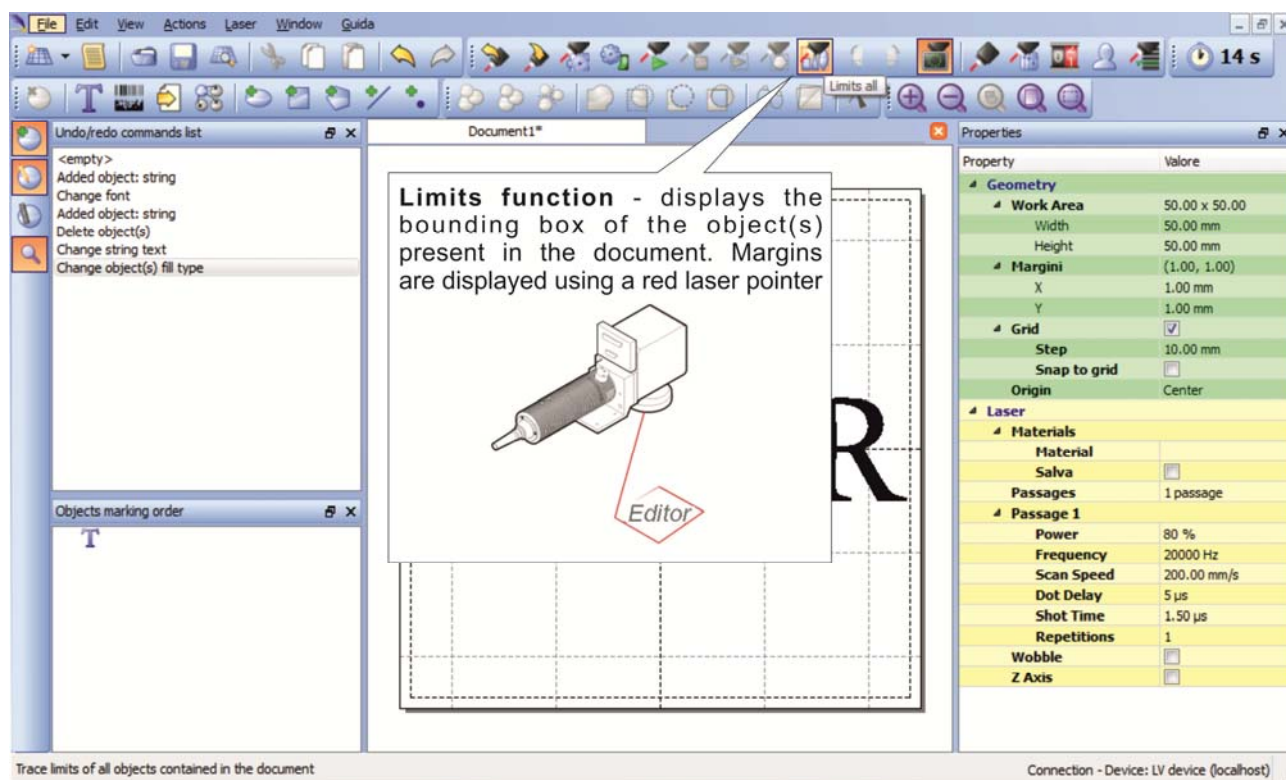 File Edit View Actions Laser Window Guida
14 s
Limits all
Undo/redo commands list
<empty>
Added object: string
Change font
Added object: string
Delete object(s)
Change string text
Change object(s) fill type
Objects marking order
T
Document1*
Limits function - displays the
bounding box of the object(s)
present in the document. Margins
are displayed using a red laser pointer
Editor
R
Properties
Property Valore
Geometry
Work Area 50.00 x 50.00
Width 50.00 mm
Height 50.00 mm
Margini (1.00, 1.00)
X 1.00 mm
Y 1.00 mm
Grid
Step 10.00 mm
Snap to grid
Origin Center
Laser
Materials
Material
Salva
Passages 1 passage
Passage 1
Power 80 %
Frequency 20000 Hz
Scan Speed 200.00 mm/s
Dot Delay 5 µs
Shot Time 1.50 µs
Repetitions 1
Wobble
Z Axis
Trace limits of all objects contained in the document
Connection - Device: LV device (localhost)